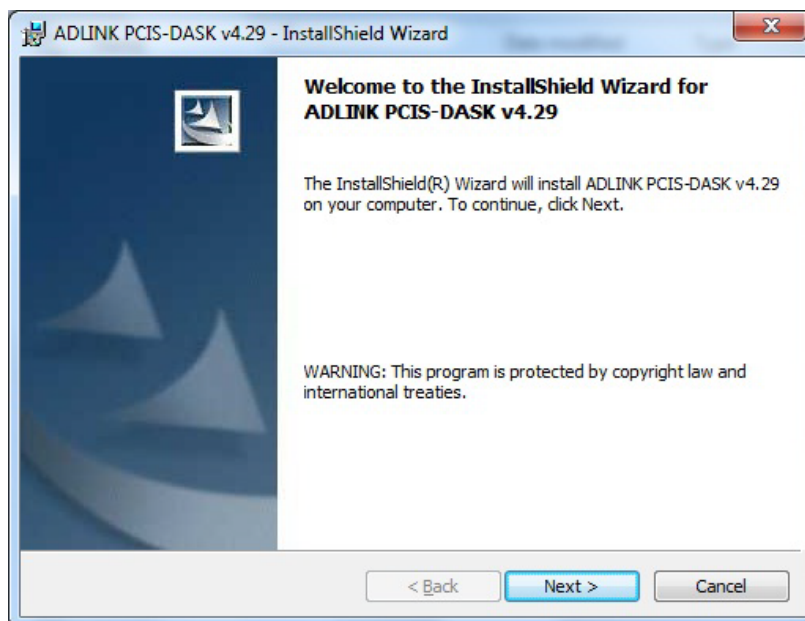 ADLINK PCIS-DASK v4.29 - InstallShield Wizard
Welcome to the InstallShield Wizard for
ADLINK PCIS-DASK v4.29
The InstallShield(R) Wizard will install ADLINK PCIS-DASK v4.29
on your computer. To continue, click Next.
WARNING: This program is protected by copyright law and
international treaties.
< Back
Next >
Cancel